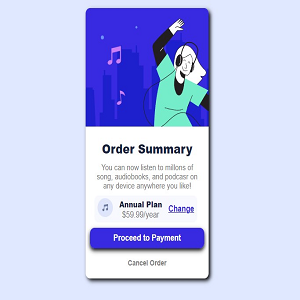 Order Summary
You can now listen to millons of
song, audiobooks, and podcasr on
any device anywhere you like!
Annual Plan
$59.99/year
Change
Proceed to Payment
Cancel Order